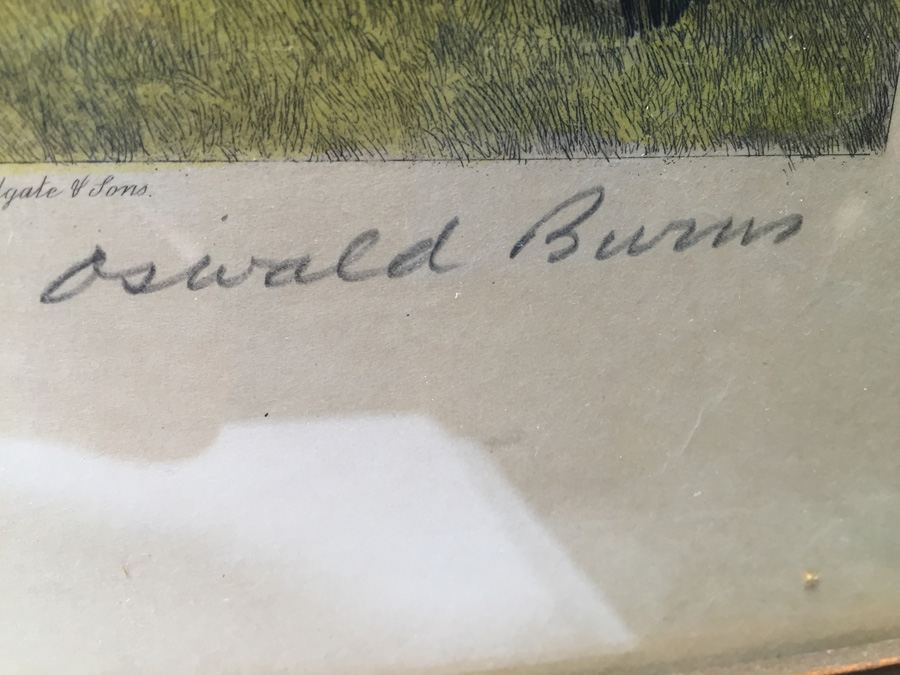 lgate & Sons.
Oswald Burns